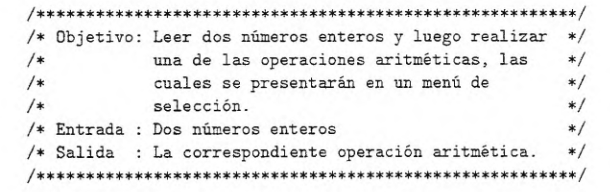 /***********************************************************/
/* Objetivo: Leer dos números enteros y luego realizar */
/* una de las operaciones aritméticas, las */
/* cuales se presentarán en un menú de */
/* selección. */
/* Entrada : Dos números enteros */
/* Salida : La correspondiente operación aritmética. */
/***********************************************************/